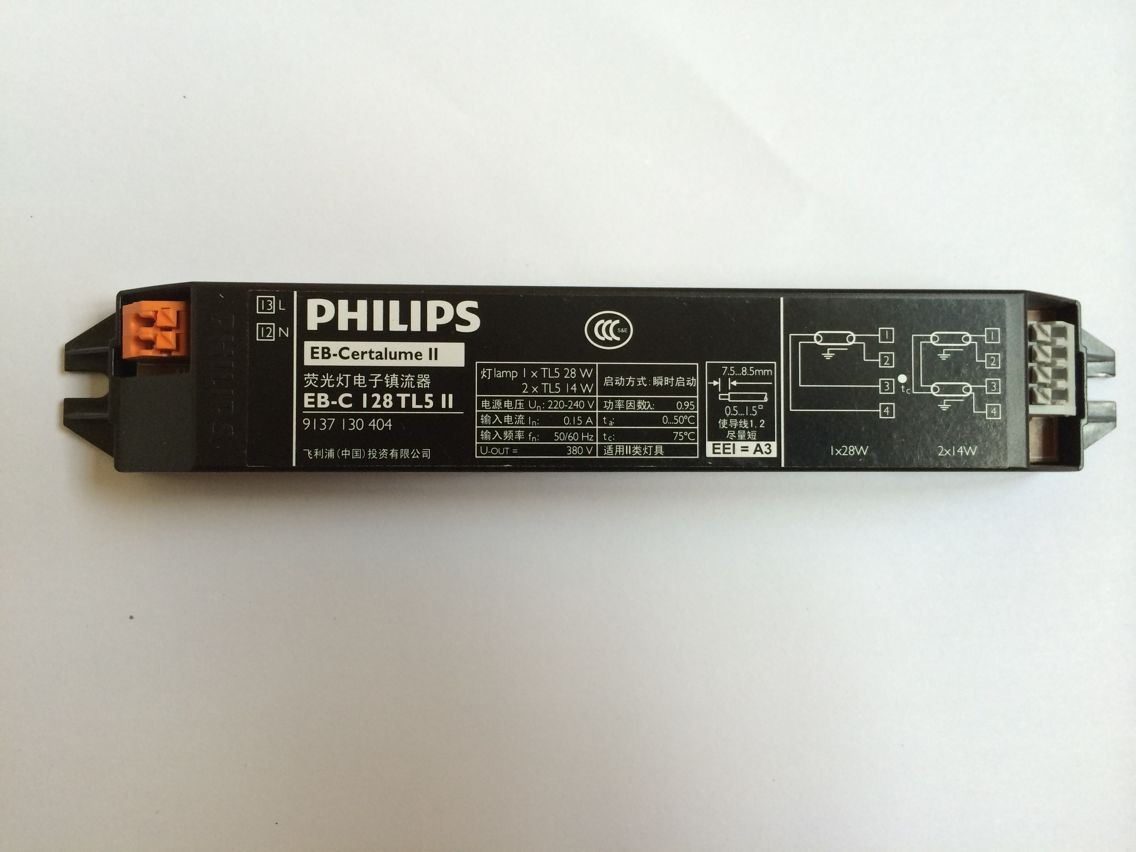 13 L
12 N
PHILIPS
EB-Certalume II
荧光灯电子镇流器
EB-C 128 TL5 II
9137 130 404
飞利浦(中国)投资有限公司
S&E
灯lamp 1 x TL5 28 W
2 x TL5 14 W
启动方式:瞬时启动
电源电压 Un: 220-240 V
功率因数λ: 0.95
输入电流 In: 0.15 A
ta: 0...50℃
输入频率 fn: 50/60 Hz
tc: 75℃
U-OUT = 380 V
适用II类灯具
7.5...8.5mm
0.5...1.5□
使导线1, 2
尽量短
EEI = A3
1
2
3
4
tc
1x28W
1
2
3
4
2x14W
PHILIPS